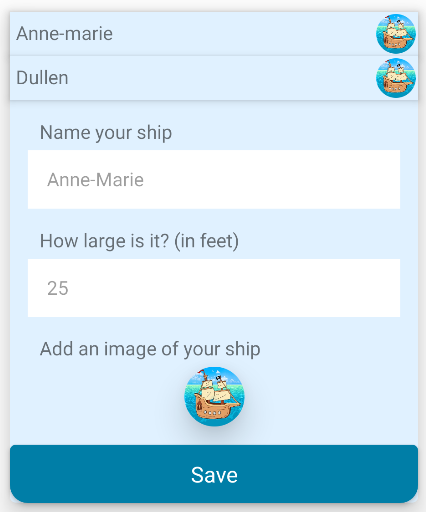 Anne-marie
Dullen
Name your ship
Anne-Marie
How large is it? (in feet)
25
Add an image of your ship
Save